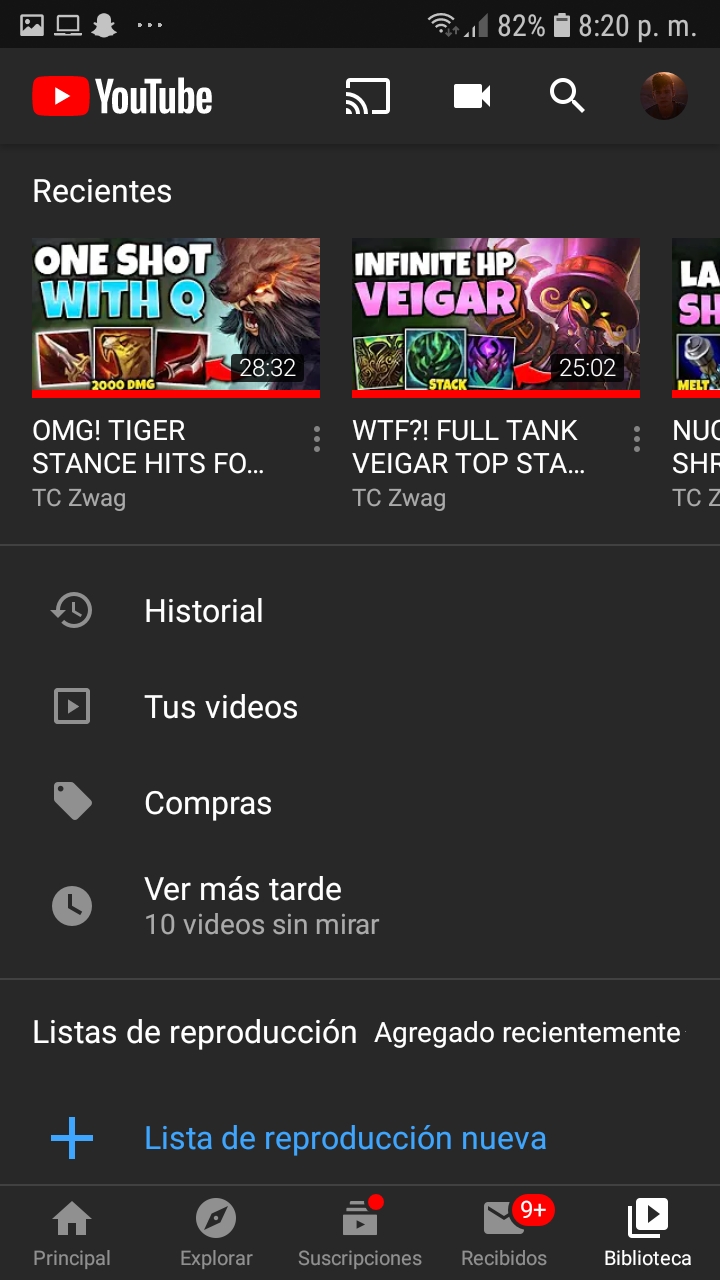 82% 8:20 p. m.
YouTube
Recientes
ONE SHOT
WITH Q
2000 DMG
28:32
INFINITE HP
VEIGAR
STACK
25:02
LA
SH
MELT
OMG! TIGER
STANCE HITS FO...
TC Zwag
WTF?! FULL TANK
VEIGAR TOP STA...
TC Zwag
NUC
SHR
TC Z
Historial
Tus videos
Compras
Ver más tarde
10 videos sin mirar
Listas de reproducción Agregado recientemente
Lista de reproducción nueva
9+
Principal Explorar Suscripciones Recibidos Biblioteca